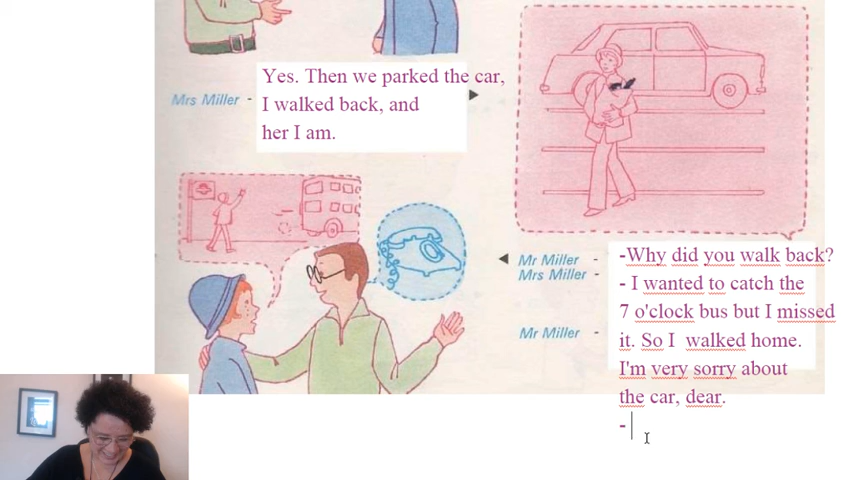 Mrs Miller -
Yes. Then we parked the car,
I walked back, and
her I am.
Mr Miller -
Mrs Miller -
Mr Miller -
-Why did you walk back?
- I wanted to catch the
7 o'clock bus but I missed
it. So I walked home.
I'm very sorry about
the car, dear.
-